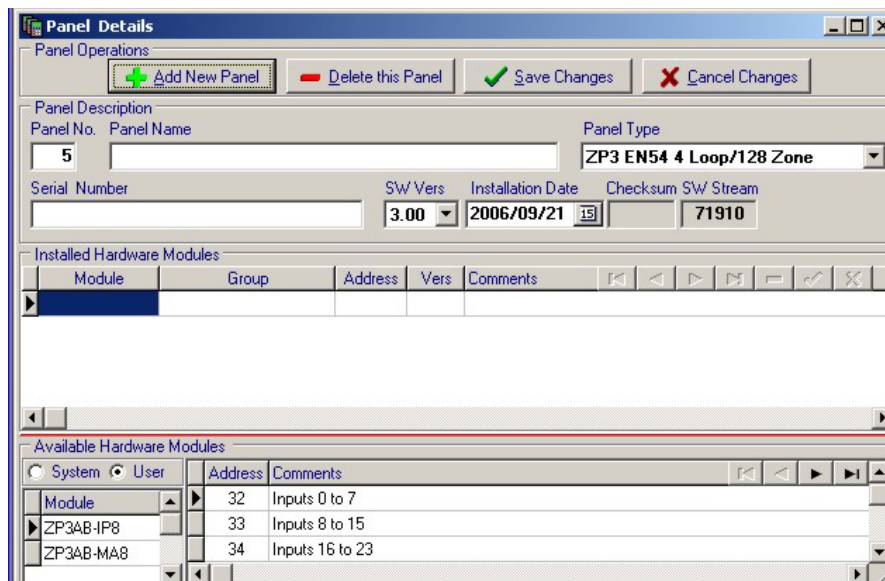 Panel Details
Panel Operations
Add New Panel Delete this Panel Save Changes Cancel Changes
Panel Description
Panel No. Panel Name Panel Type
5 ZP3 EN54 4 Loop/128 Zone
Serial Number SW Vers Installation Date Checksum SW Stream
3.00 2006/09/21 15 71910
Installed Hardware Modules
Module Group Address Vers Comments
Available Hardware Modules
System User Address Comments
Module 32 Inputs 0 to 7
ZP3AB-IP8 33 Inputs 8 to 15
ZP3AB-MA8 34 Inputs 16 to 23